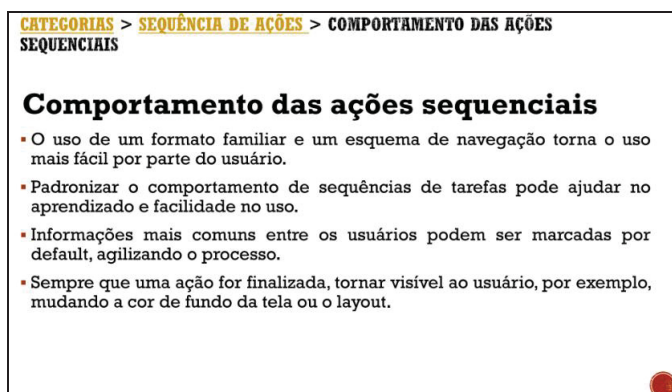 CATEGORIAS > SEQUÊNCIA DE AÇÕES > COMPORTAMENTO DAS AÇÕES
SEQUENCIAIS
Comportamento das ações sequenciais
▪ O uso de um formato familiar e um esquema de navegação torna o uso
mais fácil por parte do usuário.
▪ Padronizar o comportamento de sequências de tarefas pode ajudar no
aprendizado e facilidade no uso.
▪ Informações mais comuns entre os usuários podem ser marcadas por
default, agilizando o processo.
▪ Sempre que uma ação for finalizada, tornar visível ao usuário, por exemplo,
mudando a cor de fundo da tela ou o layout.